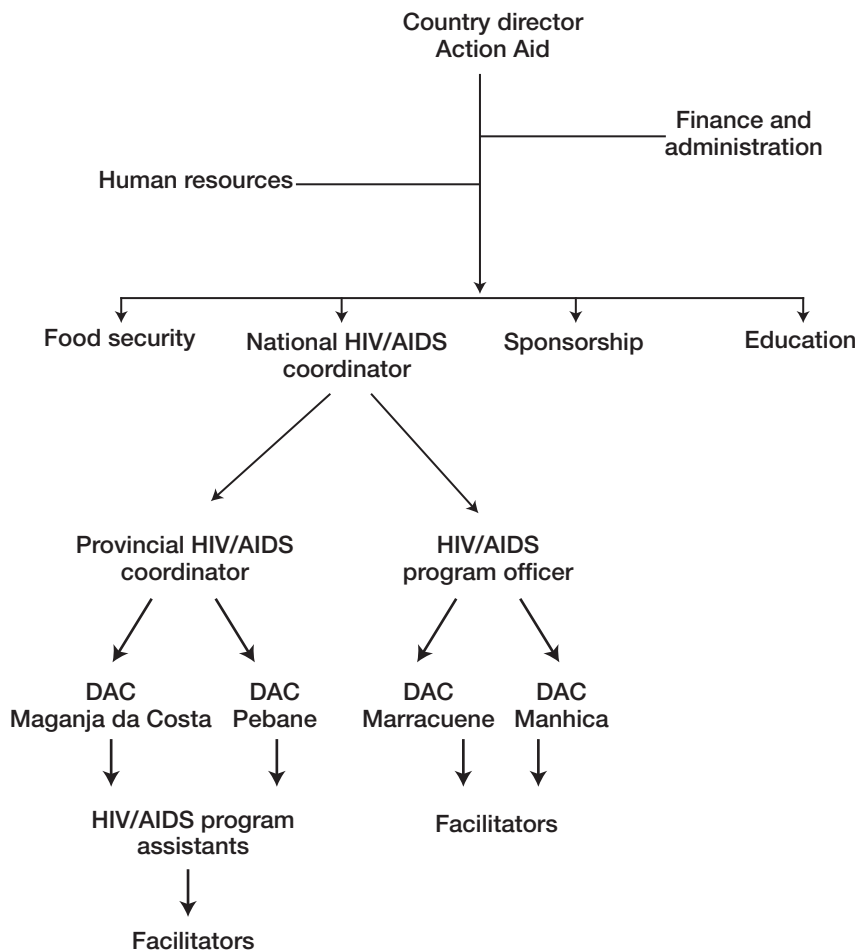 Country director
Action Aid
Finance and
administration
Human resources
Food security
National HIV/AIDS
coordinator
Sponsorship
Education
Provincial HIV/AIDS
coordinator
HIV/AIDS
program officer
DAC
Maganja da Costa
DAC
Pebane
DAC
Marracuene
DAC
Manhica
HIV/AIDS program
assistants
Facilitators
Facilitators